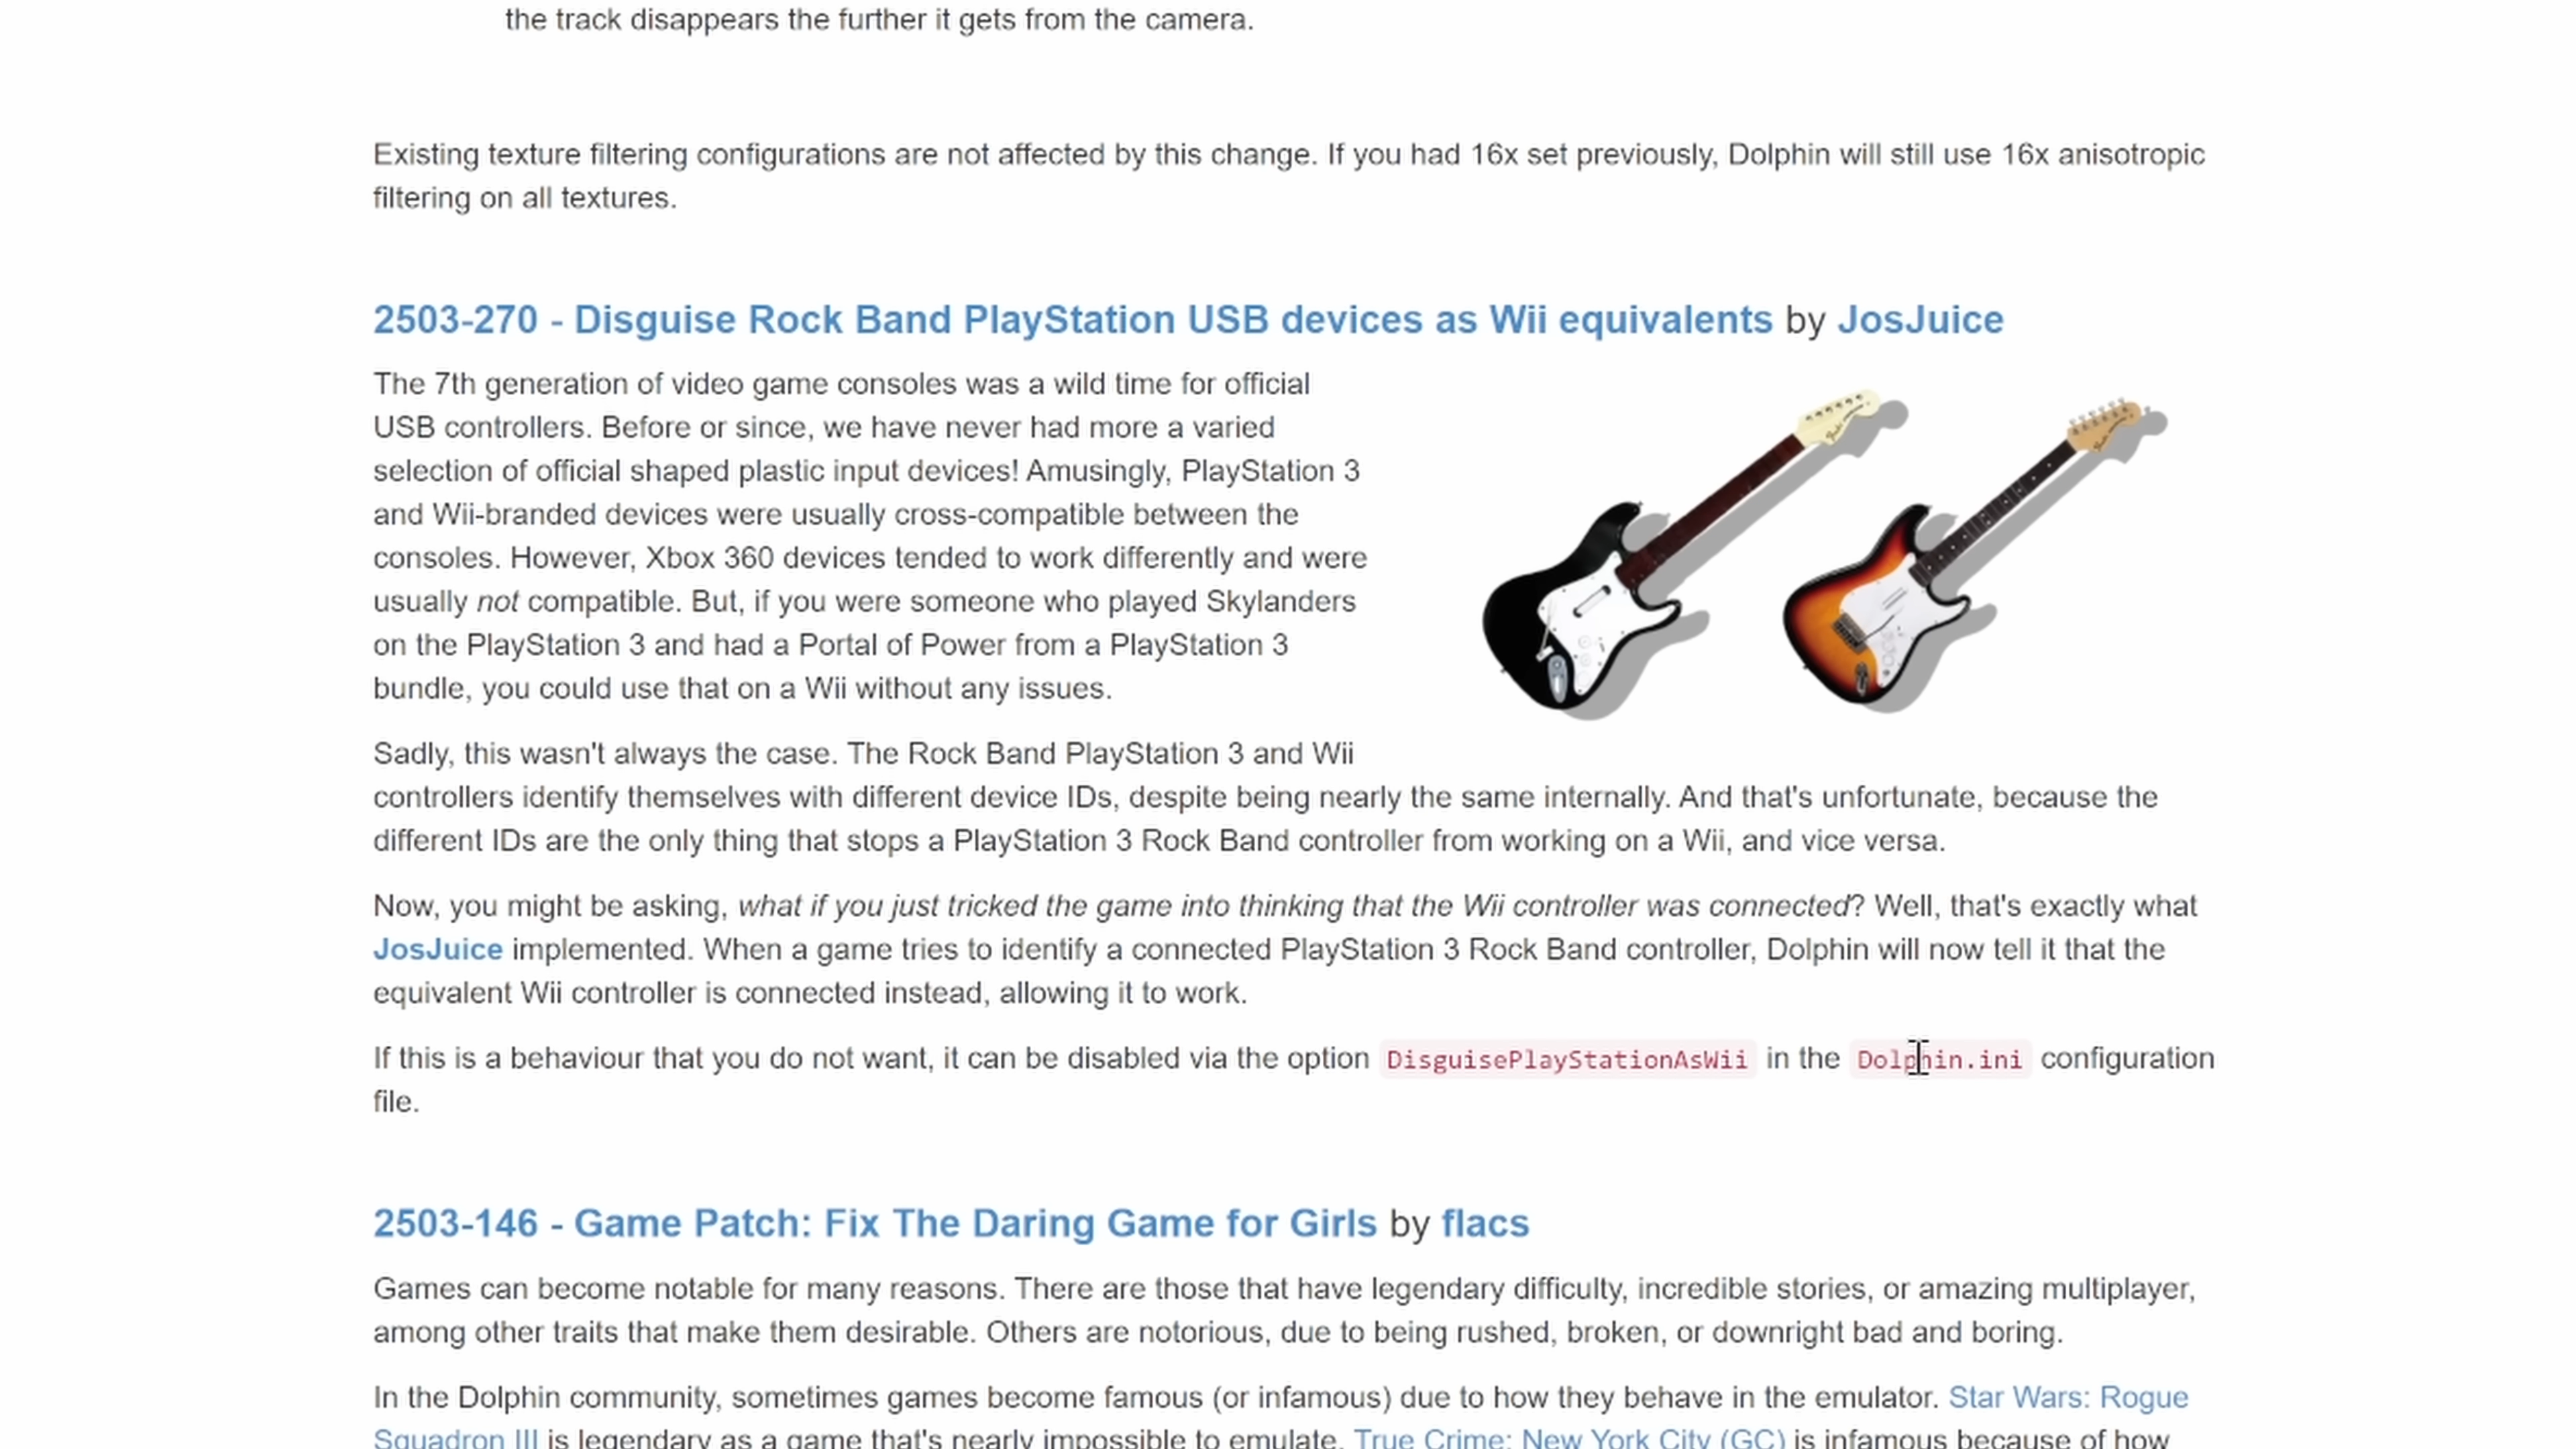 the track disappears the further it gets from the camera.
Existing texture filtering configurations are not affected by this change. If you had 16x set previously, Dolphin will still use 16x anisotropic
filtering on all textures.
2503-270 - Disguise Rock Band PlayStation USB devices as Wii equivalents by JosJuice
The 7th generation of video game consoles was a wild time for official
USB controllers. Before or since, we have never had more a varied
selection of official shaped plastic input devices! Amusingly, PlayStation 3
and Wii-branded devices were usually cross-compatible between the
consoles. However, Xbox 360 devices tended to work differently and were
usually not compatible. But, if you were someone who played Skylanders
on the PlayStation 3 and had a Portal of Power from a PlayStation 3
bundle, you could use that on a Wii without any issues.
Sadly, this wasn't always the case. The Rock Band PlayStation 3 and Wii
controllers identify themselves with different device IDs, despite being nearly the same internally. And that's unfortunate, because the
different IDs are the only thing that stops a PlayStation 3 Rock Band controller from working on a Wii, and vice versa.
Now, you might be asking, what if you just tricked the game into thinking that the Wii controller was connected? Well, that's exactly what
JosJuice implemented. When a game tries to identify a connected PlayStation 3 Rock Band controller, Dolphin will now tell it that the
equivalent Wii controller is connected instead, allowing it to work.
If this is a behaviour that you do not want, it can be disabled via the option DisguisePlayStationAsWii in the Dolphin.ini configuration
file.
2503-146 - Game Patch: Fix The Daring Game for Girls by flacs
Games can become notable for many reasons. There are those that have legendary difficulty, incredible stories, or amazing multiplayer,
among other traits that make them desirable. Others are notorious, due to being rushed, broken, or downright bad and boring.
In the Dolphin community, sometimes games become famous (or infamous) due to how they behave in the emulator. Star Wars: Rogue
Squadron III is legendary as a game that's nearly impossible to emulate. True Crime: New York City (GC) is infamous because of how